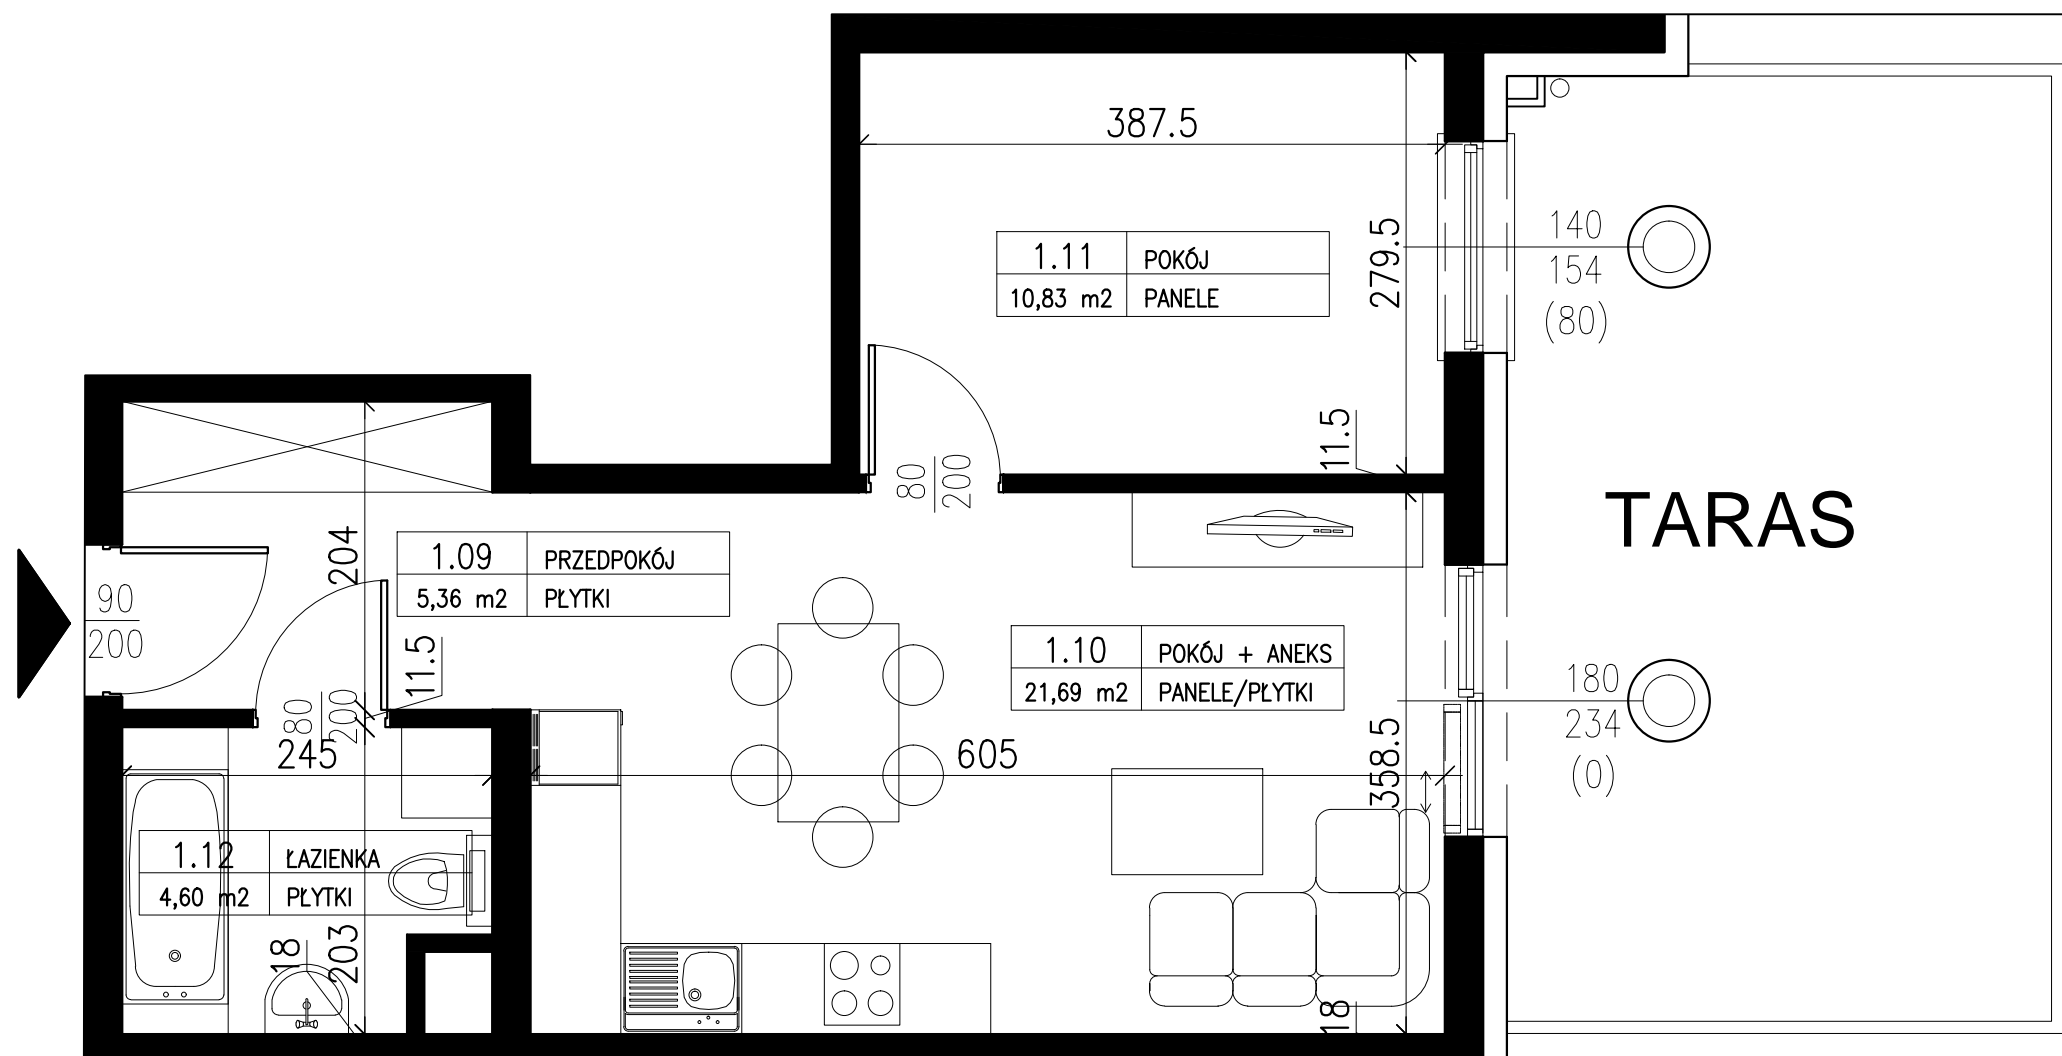 387.5
140
154
(80)
279.5
1.11 POKÓJ
10,83 m2 PANELE
11.5
80
200
TARAS
204
1.09 PRZEDPOKÓJ
5,36 m2 PŁYTKI
90
200
11.5
1.10 POKÓJ + ANEKS
21,69 m2 PANELE/PŁYTKI
180
234
(0)
80
200
245
605
358.5
1.12 ŁAZIENKA
4,60 m2 PŁYTKI
18
203
18